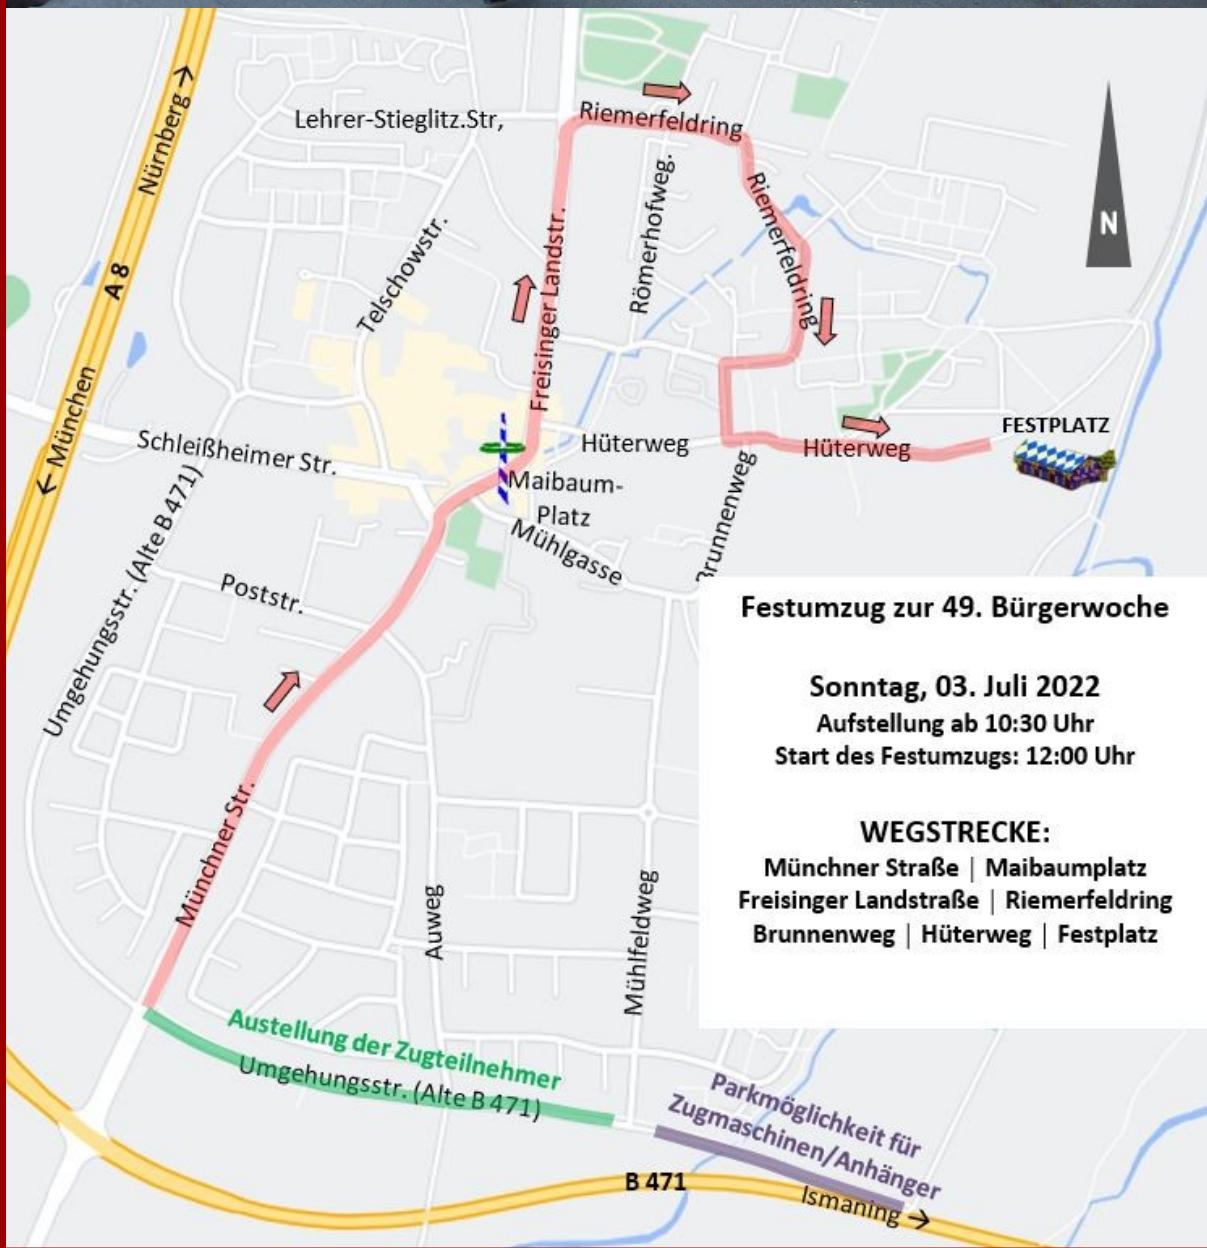 Nürnberg →
A 8
← München
Lehrer-Stieglitz.Str,
Riemerfeldring
Riemerfeldring
Riemerfeldring
Römerhofweg.
Telschowstr.
Freisinger Landstr.
N
Schleißheimer Str.
Hüterweg
Hüterweg
FESTPLATZ
Maibaum-
Platz
Mühlgasse
Brunnenweg
Umgehungsstr. (Alte B 471)
Poststr.
Münchner Str.
Auweg
Mühlfeldweg
Festumzug zur 49. Bürgerwoche
Sonntag, 03. Juli 2022
Aufstellung ab 10:30 Uhr
Start des Festumzugs: 12:00 Uhr
WEGSTRECKE:
Münchner Straße | Maibaumplatz
Freisinger Landstraße | Riemerfeldring
Brunnenweg | Hüterweg | Festplatz
Austellung der Zugteilnehmer
Umgehungsstr. (Alte B 471)
Parkmöglichkeit für
Zugmaschinen/Anhänger
B 471
Ismaning →